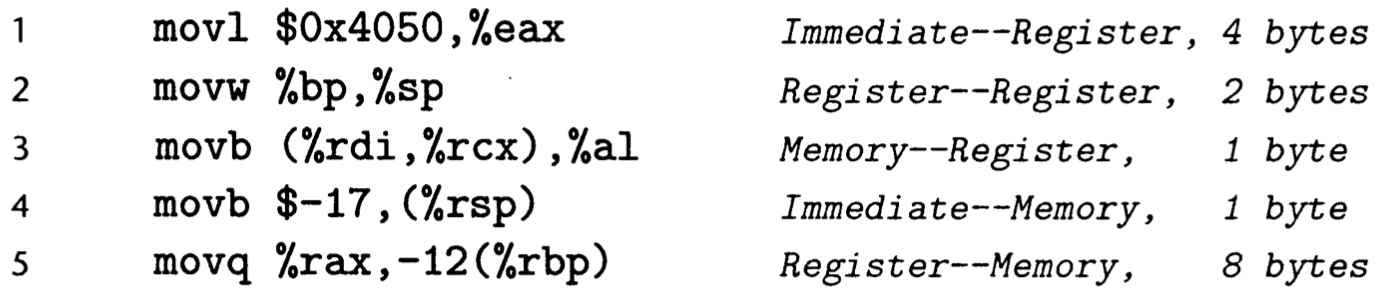 1 movl $0x4050,%eax Immediate--Register, 4 bytes
2 movw %bp,%sp Register--Register, 2 bytes
3 movb (%rdi,%rcx),%al Memory--Register, 1 byte
4 movb $-17,(%rsp) Immediate--Memory, 1 byte
5 movq %rax,-12(%rbp) Register--Memory, 8 bytes